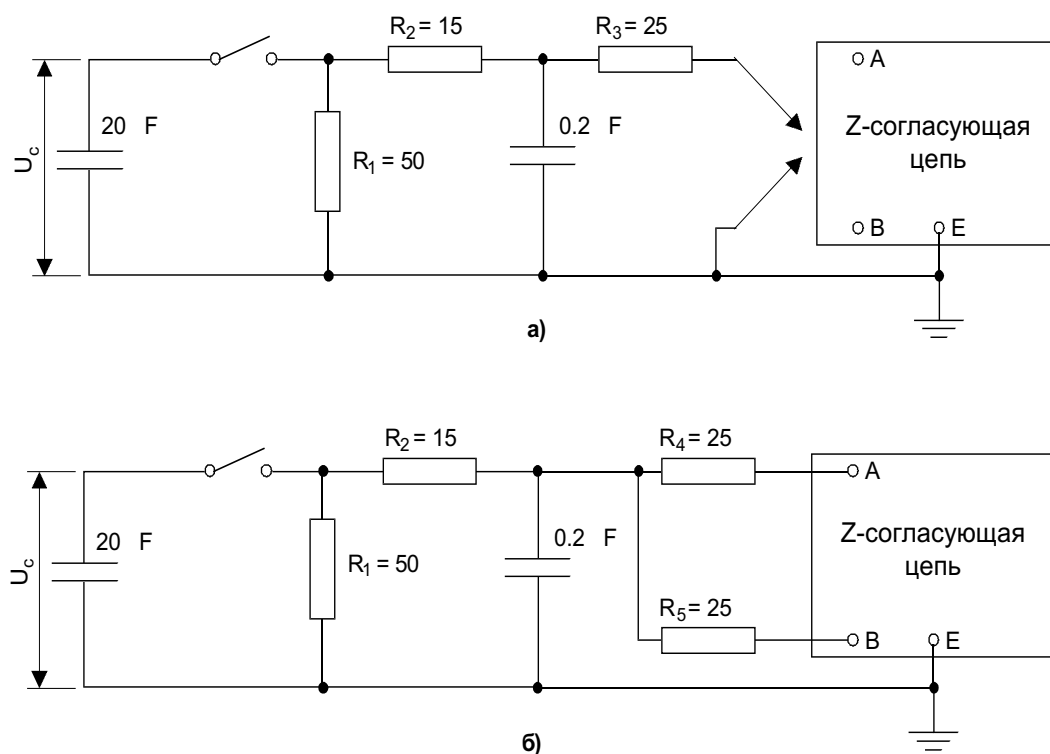 R2 = 15
R3 = 25
A
20 F
0.2 F
Z-согласующая
цепь
Uc
R1 = 50
B
E
а)
R2 = 15
R4 = 25
A
20 F
0.2 F
Z-согласующая
цепь
Uc
R1 = 50
R5 = 25
B
E
б)